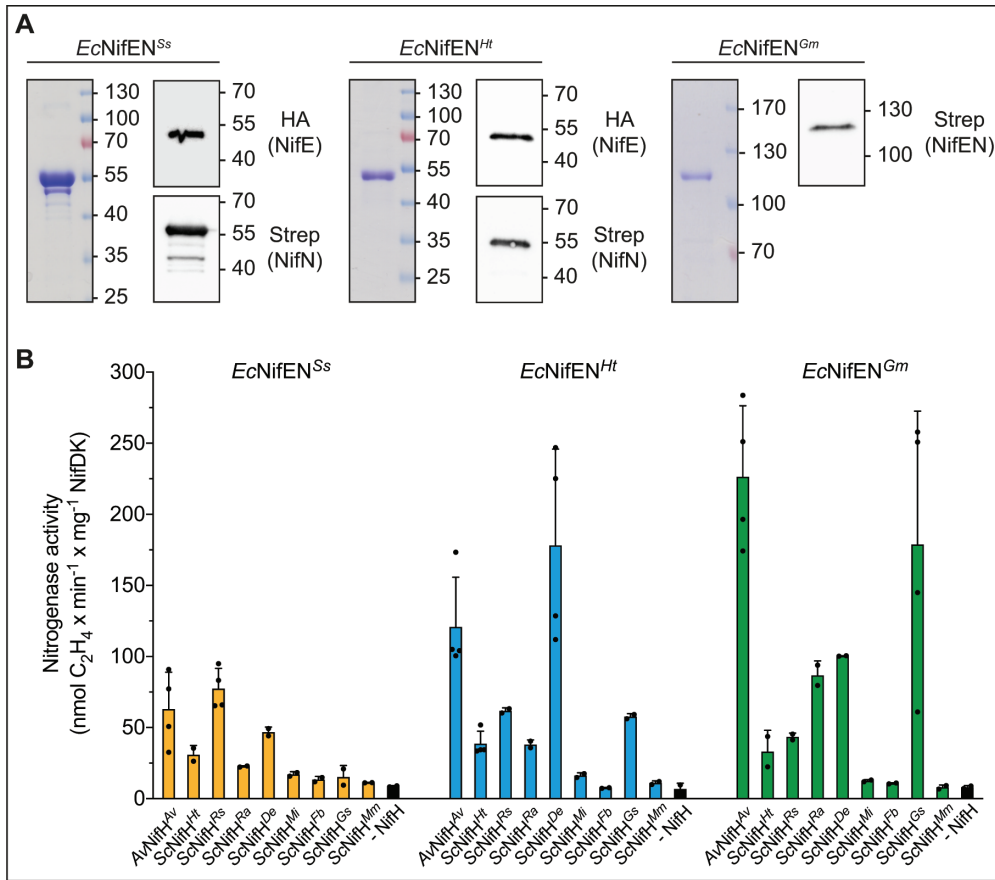 A
EcNifEN^Ss
EcNifEN^Ht
EcNifEN^Gm
130
100
70
55
40
35
25
70
55
40
HA
(NifE)
70
55
40
Strep
(NifN)
130
100
70
55
40
35
25
70
55
40
HA
(NifE)
70
55
40
Strep
(NifN)
170
130
100
70
130
100
Strep
(NifEN)
B
EcNifEN^Ss
EcNifEN^Ht
EcNifEN^Gm
Nitrogenase activity
(nmol C₂H₄ x min⁻¹ x mg⁻¹ NifDK)
300
250
200
150
100
50
0
AvNifH^Av
ScNifH^Ht
ScNifH^Rs
ScNifH^Ra
ScNifH^De
ScNifH^Mi
ScNifH^Fb
ScNifH^Gs
ScNifH^Mm
- NifH
AvNifH^Av
ScNifH^Ht
ScNifH^Rs
ScNifH^Ra
ScNifH^De
ScNifH^Mi
ScNifH^Fb
ScNifH^Gs
ScNifH^Mm
- NifH
AvNifH^Av
ScNifH^Ht
ScNifH^Rs
ScNifH^Ra
ScNifH^De
ScNifH^Mi
ScNifH^Fb
ScNifH^Gs
ScNifH^Mm
- NifH